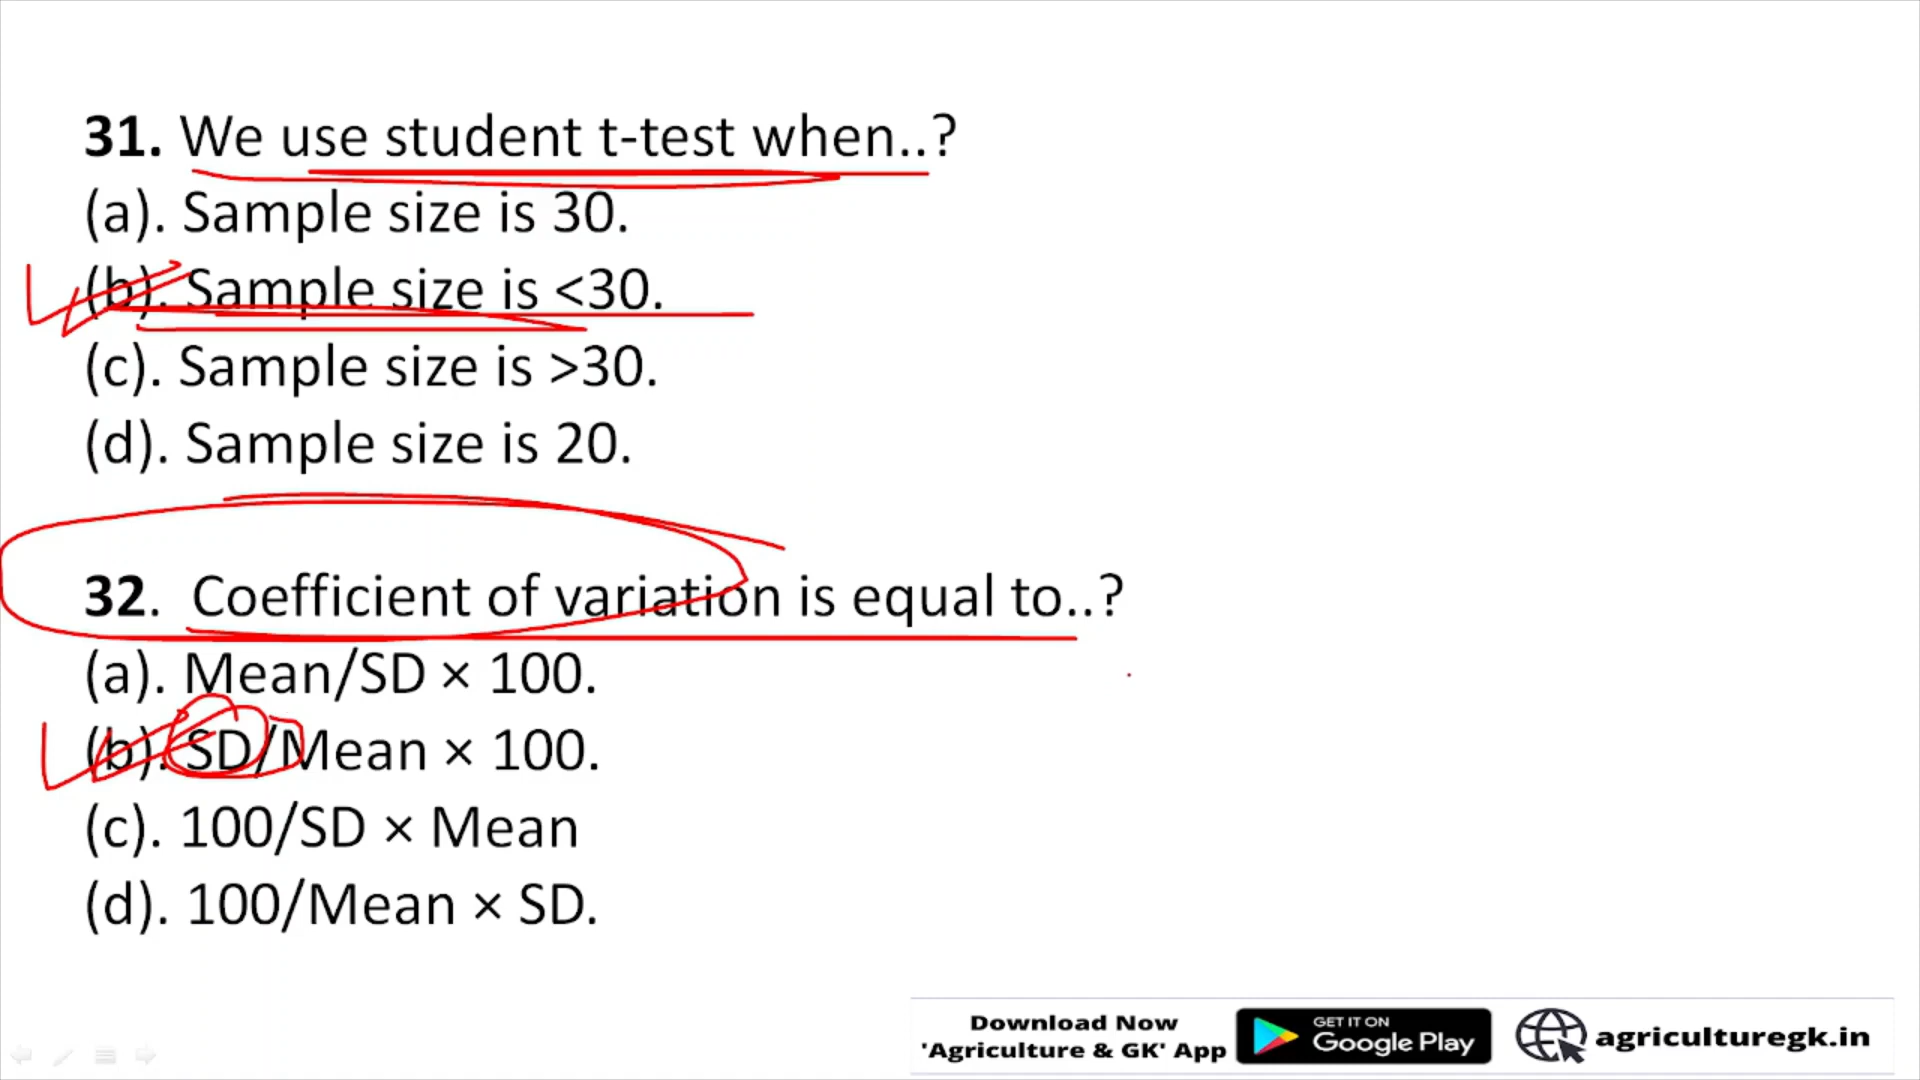 31. We use student t-test when..?
(a). Sample size is 30.
(b). Sample size is <30.
(c). Sample size is >30.
(d). Sample size is 20.
32. Coefficient of variation is equal to..?
(a). Mean/SD × 100.
(b). SD/Mean × 100.
(c). 100/SD × Mean
(d). 100/Mean × SD.
Download Now
'Agriculture & GK' App
GET IT ON
Google Play
agriculturegk.in